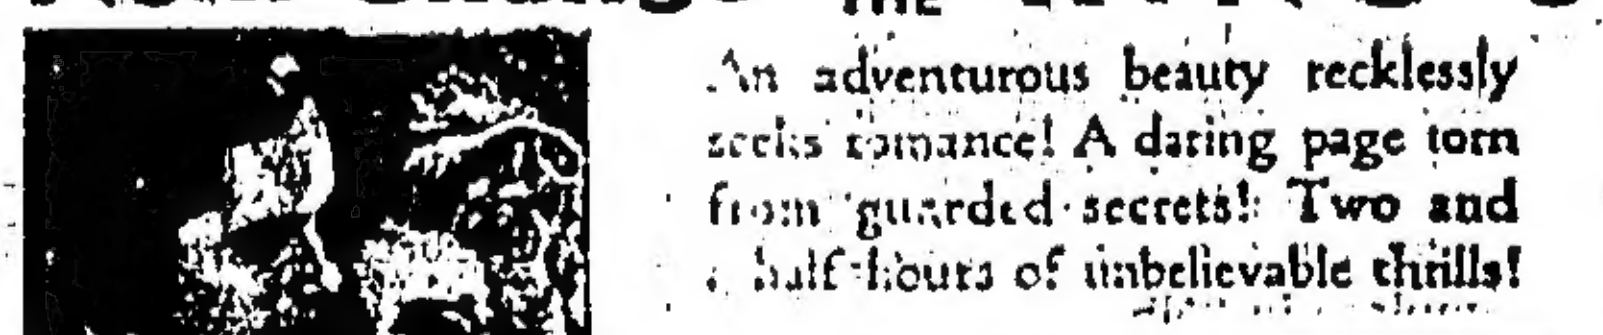 THE
An adventurous beauty recklessly
seeks romance! A daring page torn
from guarded secrets! Two and
a half hours of unbelievable thrills!